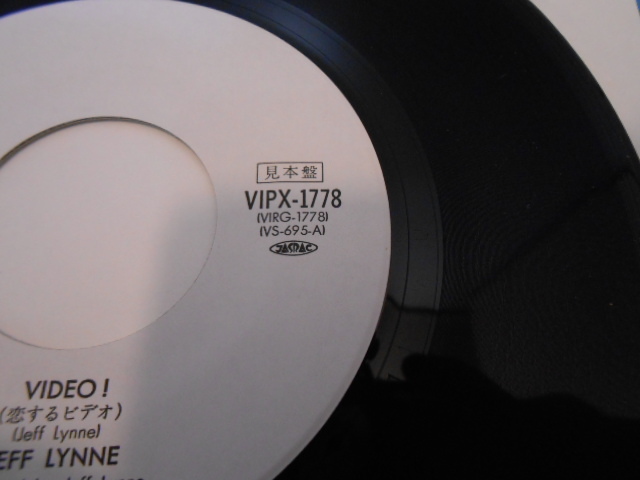 見本盤
VIPX-1778
(VIRG-1778)
(VS-695-A)
JASRAC
VIDEO!
(恋するビデオ)
(Jeff Lynne)
EFF LYNNE